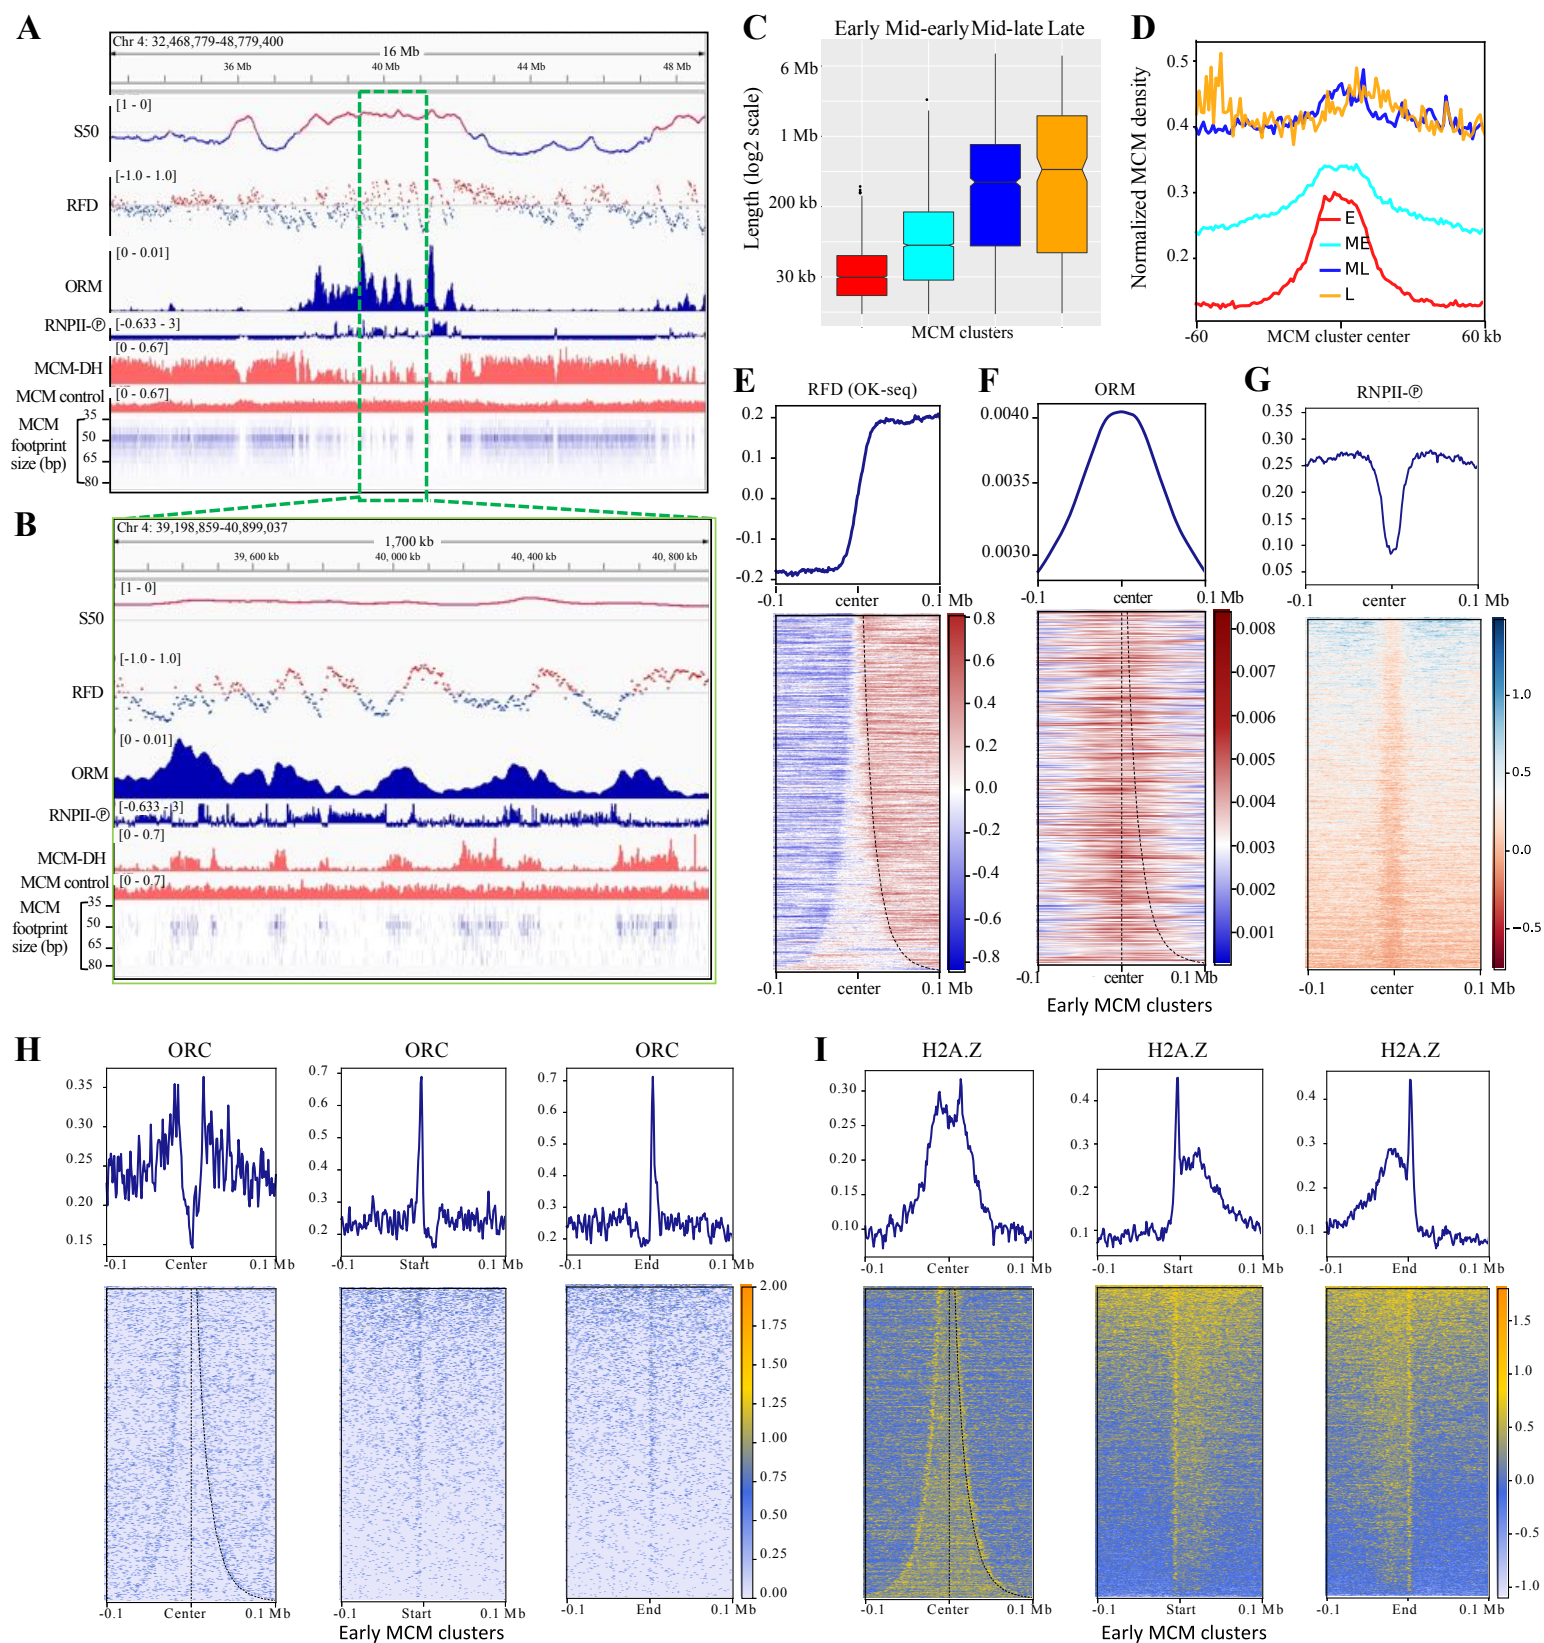 A
Chr 4: 32,468,779-48,779,400
16 Mb
36 Mb 40 Mb 44 Mb 48 Mb
S50
[1 - 0]
RFD
[-1.0 - 1.0]
ORM
[0 - 0.01]
RNPII-Ⓟ
[-0.633 - 3]
MCM-DH
[0 - 0.67]
MCM control
[0 - 0.67]
MCM
footprint
size (bp)
35
50
65
80
B
Chr 4: 39,198,859-40,899,037
1,700 kb
39, 600 kb 40, 000 kb 40, 400 kb 40, 800 kb
S50
[1 - 0]
RFD
[-1.0 - 1.0]
ORM
[0 - 0.01]
RNPII-Ⓟ
[-0.633 - 3]
MCM-DH
[0 - 0.7]
MCM control
[0 - 0.7]
MCM
footprint
size (bp)
35
50
65
80
C
Early Mid-early Mid-late Late
Length (log2 scale)
6 Mb
1 Mb
200 kb
30 kb
MCM clusters
D
Normalized MCM density
0.5
0.4
0.3
0.2
E
ME
ML
L
-60 MCM cluster center 60 kb
E
RFD (OK-seq)
0.2
0.1
0.0
-0.1
-0.2
-0.1 center 0.1 Mb
0.8
0.6
0.4
0.2
0.0
-0.2
-0.4
-0.6
-0.8
-0.1 center 0.1 Mb
F
ORM
0.0040
0.0035
0.0030
-0.1 center 0.1 Mb
0.008
0.007
0.006
0.005
0.004
0.003
0.002
0.001
-0.1 center 0.1 Mb
Early MCM clusters
G
RNPII-Ⓟ
0.35
0.30
0.25
0.20
0.15
0.10
0.05
-0.1 center 0.1 Mb
1.0
0.5
0.0
−0.5
-0.1 center 0.1 Mb
H
ORC
0.35
0.30
0.25
0.20
0.15
-0.1 Center 0.1 Mb
-0.1 Center 0.1 Mb
ORC
0.7
0.6
0.5
0.4
0.3
0.2
-0.1 Start 0.1 Mb
-0.1 Start 0.1 Mb
ORC
0.7
0.6
0.5
0.4
0.3
0.2
-0.1 End 0.1 Mb
2.00
1.75
1.50
1.25
1.00
0.75
0.50
0.25
0.00
-0.1 End 0.1 Mb
Early MCM clusters
I
H2A.Z
0.30
0.25
0.20
0.15
0.10
-0.1 Center 0.1 Mb
-0.1 Center 0.1 Mb
H2A.Z
0.4
0.3
0.2
0.1
-0.1 Start 0.1 Mb
-0.1 Start 0.1 Mb
H2A.Z
0.4
0.3
0.2
0.1
-0.1 End 0.1 Mb
1.5
1.0
0.5
0.0
-0.5
-1.0
-0.1 End 0.1 Mb
Early MCM clusters